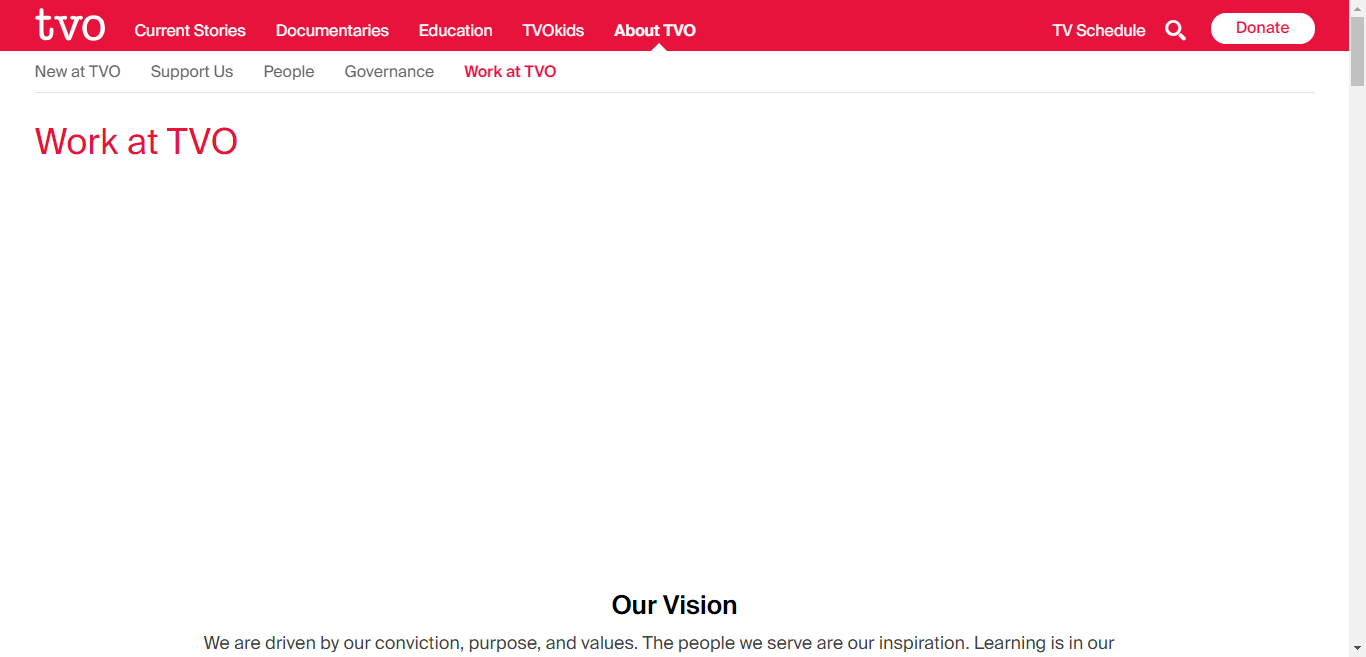 tvo Current Stories Documentaries Education TVOkids About TVO TV Schedule Donate
New at TVO Support Us People Governance Work at TVO
Work at TVO
Our Vision
We are driven by our conviction, purpose, and values. The people we serve are our inspiration. Learning is in our